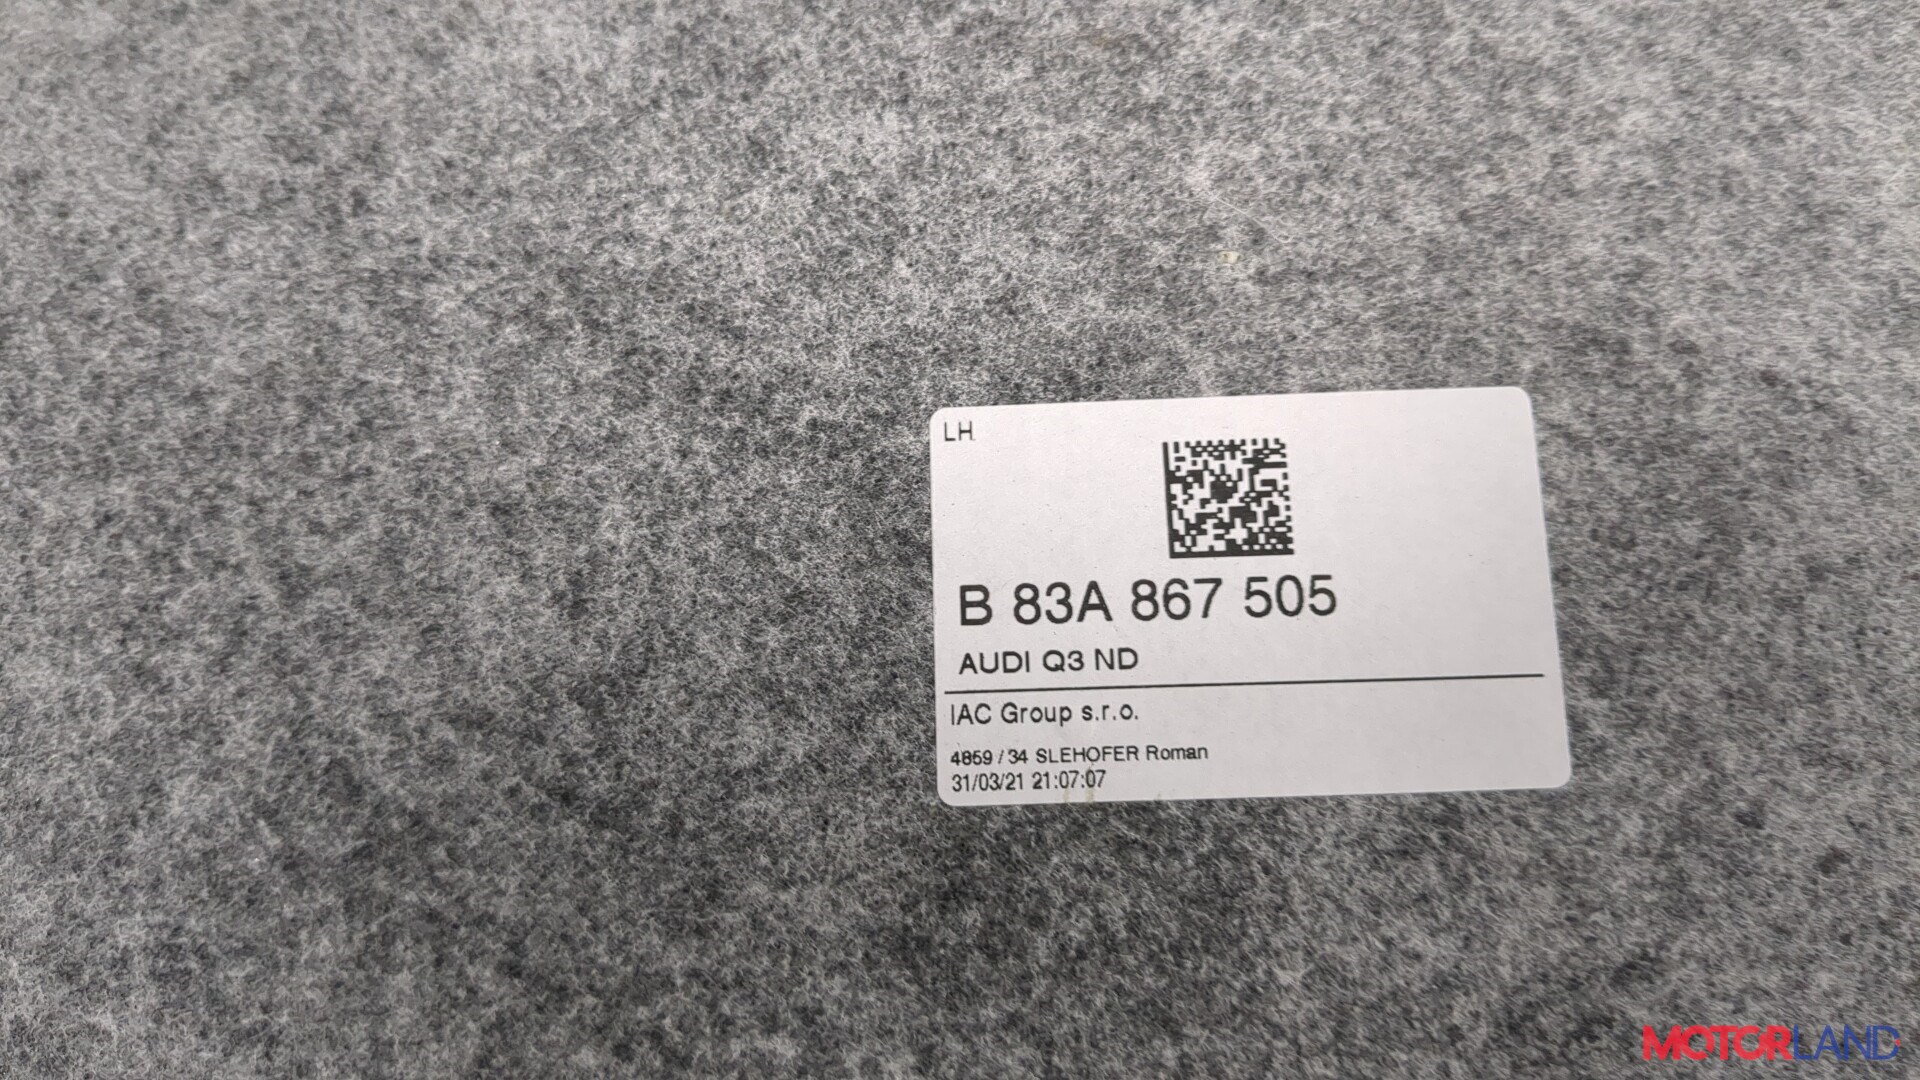 LH
B 83A 867 505
AUDI Q3 ND
IAC Group s.r.o.
4859 / 34 SLEHOFER Roman
31/03/21 21:07:07
MOTORLAND